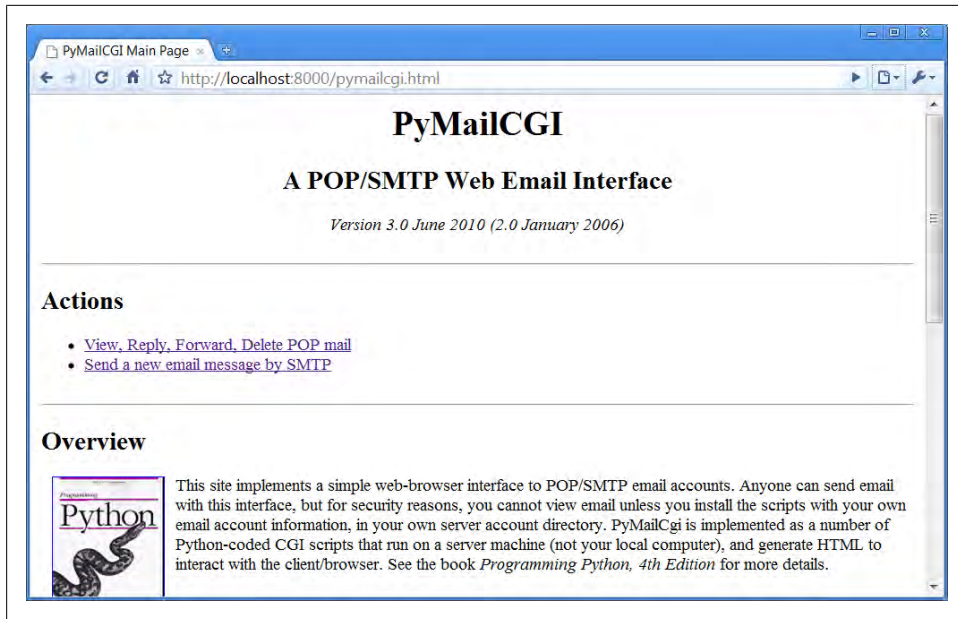 PyMailCGI Main Page
http://localhost:8000/pymailcgi.html
PyMailCGI
A POP/SMTP Web Email Interface
Version 3.0 June 2010 (2.0 January 2006)
Actions
• View, Reply, Forward, Delete POP mail
• Send a new email message by SMTP
Overview
Programming
Python
This site implements a simple web-browser interface to POP/SMTP email accounts. Anyone can send email
with this interface, but for security reasons, you cannot view email unless you install the scripts with your own
email account information, in your own server account directory. PyMailCgi is implemented as a number of
Python-coded CGI scripts that run on a server machine (not your local computer), and generate HTML to
interact with the client/browser. See the book Programming Python, 4th Edition for more details.